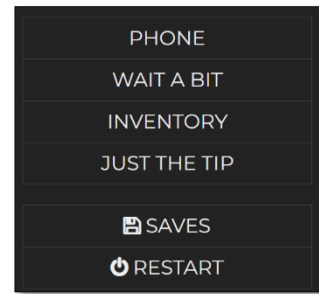 PHONE
WAIT A BIT
INVENTORY
JUST THE TIP
SAVES
RESTART